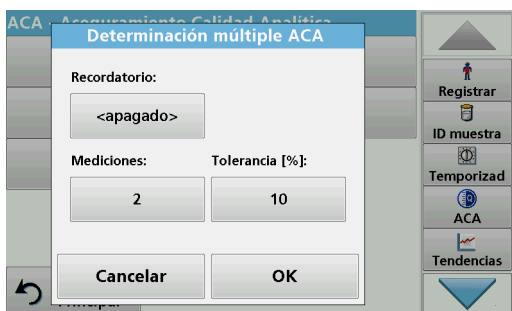 ACA - Aseguramiento Calidad Analítica
Determinación múltiple ACA
Recordatorio:
<apagado>
Mediciones:
Tolerancia [%]:
2
10
Cancelar
OK
Principal
Registrar
ID muestra
Temporizad
ACA
Tendencias